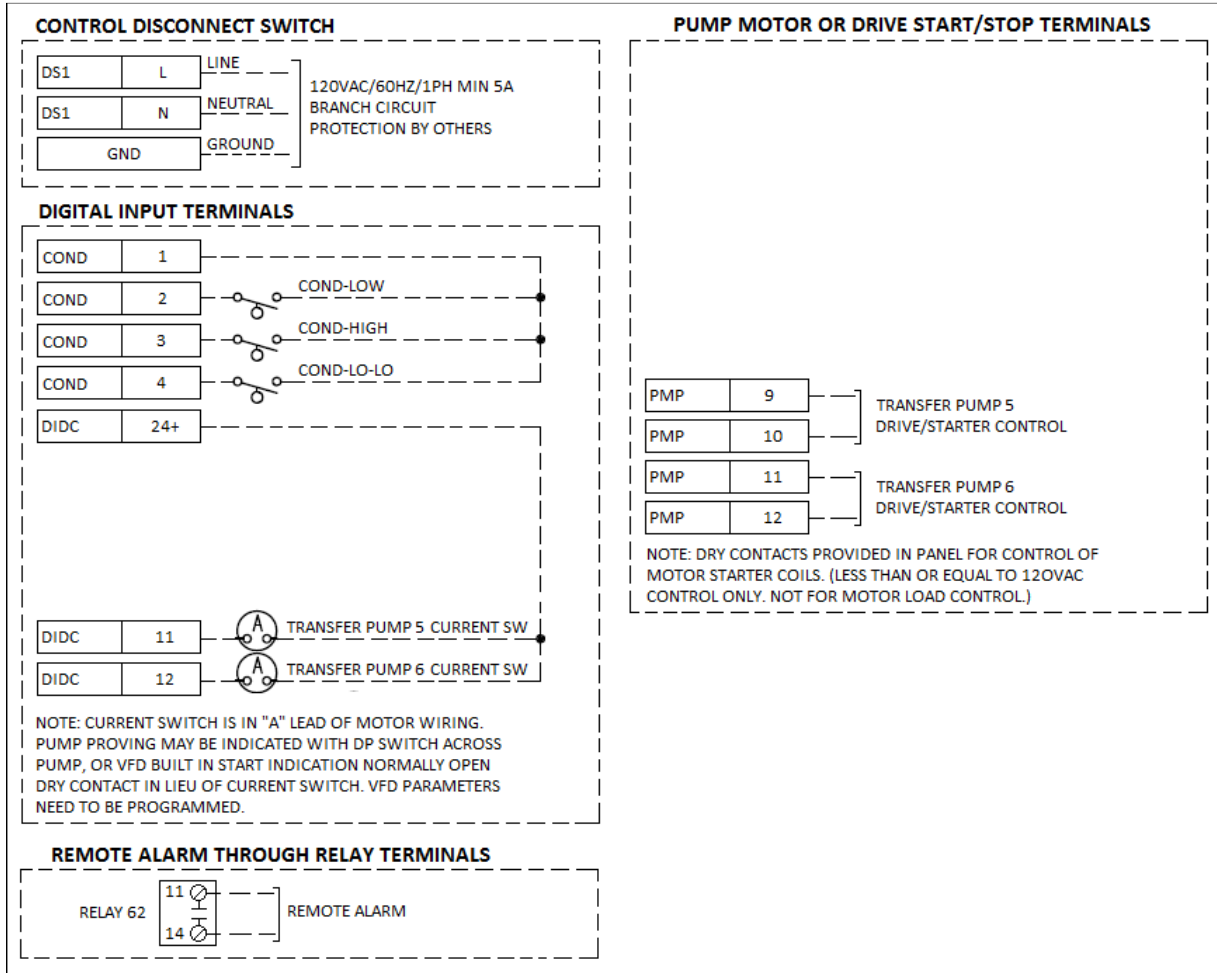 CONTROL DISCONNECT SWITCH
DS1 L LINE
DS1 N NEUTRAL
GND GROUND
120VAC/60HZ/1PH MIN 5A
BRANCH CIRCUIT
PROTECTION BY OTHERS
DIGITAL INPUT TERMINALS
COND 1
COND 2 COND-LOW
COND 3 COND-HIGH
COND 4 COND-LO-LO
DIDC 24+
DIDC 11 A TRANSFER PUMP 5 CURRENT SW
DIDC 12 A TRANSFER PUMP 6 CURRENT SW
NOTE: CURRENT SWITCH IS IN "A" LEAD OF MOTOR WIRING.
PUMP PROVING MAY BE INDICATED WITH DP SWITCH ACROSS
PUMP, OR VFD BUILT IN START INDICATION NORMALLY OPEN
DRY CONTACT IN LIEU OF CURRENT SWITCH. VFD PARAMETERS
NEED TO BE PROGRAMMED.
REMOTE ALARM THROUGH RELAY TERMINALS
RELAY 62
11
14
REMOTE ALARM
PUMP MOTOR OR DRIVE START/STOP TERMINALS
PMP 9
PMP 10
TRANSFER PUMP 5
DRIVE/STARTER CONTROL
PMP 11
PMP 12
TRANSFER PUMP 6
DRIVE/STARTER CONTROL
NOTE: DRY CONTACTS PROVIDED IN PANEL FOR CONTROL OF
MOTOR STARTER COILS. (LESS THAN OR EQUAL TO 12OVAC
CONTROL ONLY. NOT FOR MOTOR LOAD CONTROL.)